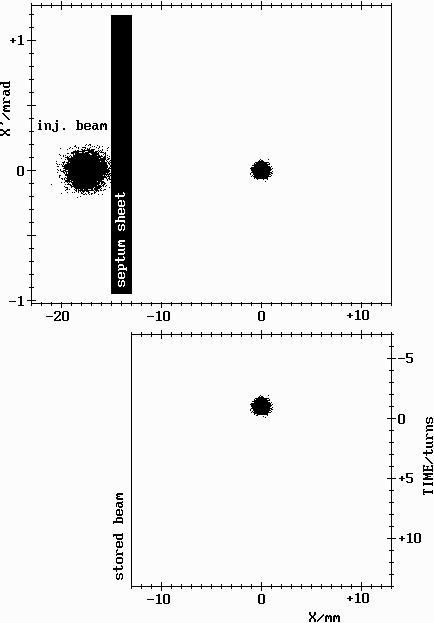 +1
X'/mrad
inj. beam
0
septum sheet
-1
-20 -10 0 +10
-5
0
+5
+10
TIME/turns
stored beam
-10 0 +10
X/mm